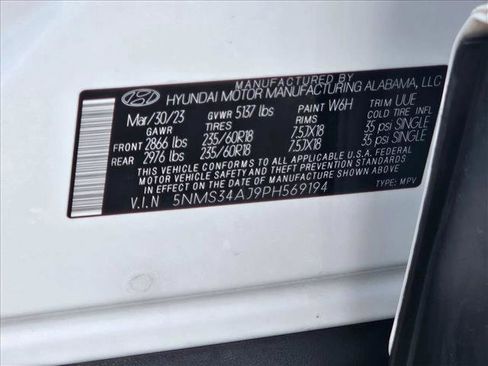 MANUFACTURED BY
HYUNDAI MOTOR MANUFACTURING ALABAMA, LLC
Mar/30/23 GVWR 5137 lbs PAINT W6H TRIM UUE
GAWR TIRES RIMS COLD TIRE INFL
FRONT 2866 lbs 235/60R18 7.5JX18 35 psi SINGLE
REAR 2976 lbs 235/60R18 7.5JX18 35 psi SINGLE
THIS VEHICLE CONFORMS TO ALL APPLICABLE U.S.A. FEDERAL
MOTOR VEHICLE SAFETY STANDARDS IN EFFECT ON THE
DATE OF MANUFACTURE SHOWN ABOVE
V.I.N 5NMS34AJ9PH569194 TYPE: MPV